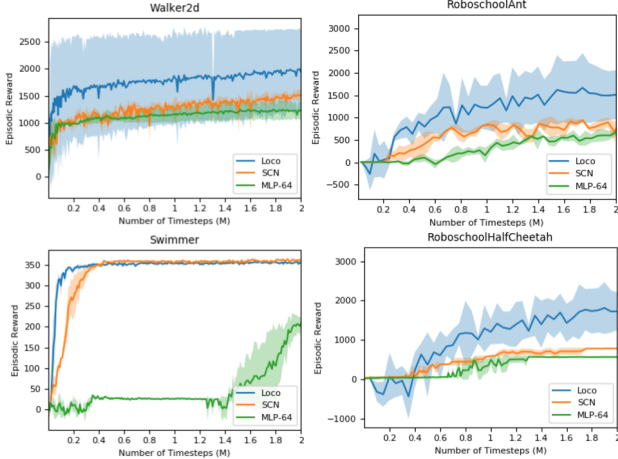 Walker2d
Episodic Reward
2500
2000
1500
1000
500
0
0.2 0.4 0.6 0.8 1 1.2 1.4 1.6 1.8 2
Number of Timesteps (M)
Loco
SCN
MLP-64
RoboschoolAnt
Episodic Reward
3000
2500
2000
1500
1000
500
0
−500
0.2 0.4 0.6 0.8 1 1.2 1.4 1.6 1.8 2
Number of Timesteps (M)
Loco
SCN
MLP-64
Swimmer
Episodic Reward
350
300
250
200
150
100
50
0
0.2 0.4 0.6 0.8 1 1.2 1.4 1.6 1.8 2
Number of Timesteps (M)
Loco
SCN
MLP-64
RoboschoolHalfCheetah
Episodic Reward
3000
2000
1000
0
−1000
0.2 0.4 0.6 0.8 1 1.2 1.4 1.6 1.8 2
Number of Timesteps (M)
Loco
SCN
MLP-64